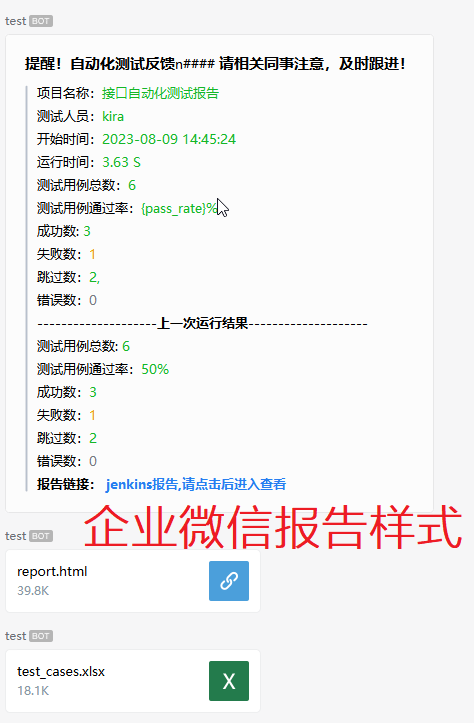 test BOT
提醒！自动化测试反馈n#### 请相关同事注意，及时跟进！
项目名称：接口自动化测试报告
测试人员：kira
开始时间：2023-08-09 14:45:24
运行时间：3.63 S
测试用例总数：6
测试用例通过率：{pass_rate}%
成功数: 3
失败数：1
跳过数：2,
错误数：0
--------------------上一次运行结果--------------------
测试用例总数: 6
测试用例通过率：50%
成功数：3
失败数：1
跳过数：2
错误数：0
报告链接： jenkins报告,请点击后进入查看
企业微信报告样式
test BOT
report.html
39.8K
test BOT
test_cases.xlsx
18.1K
X